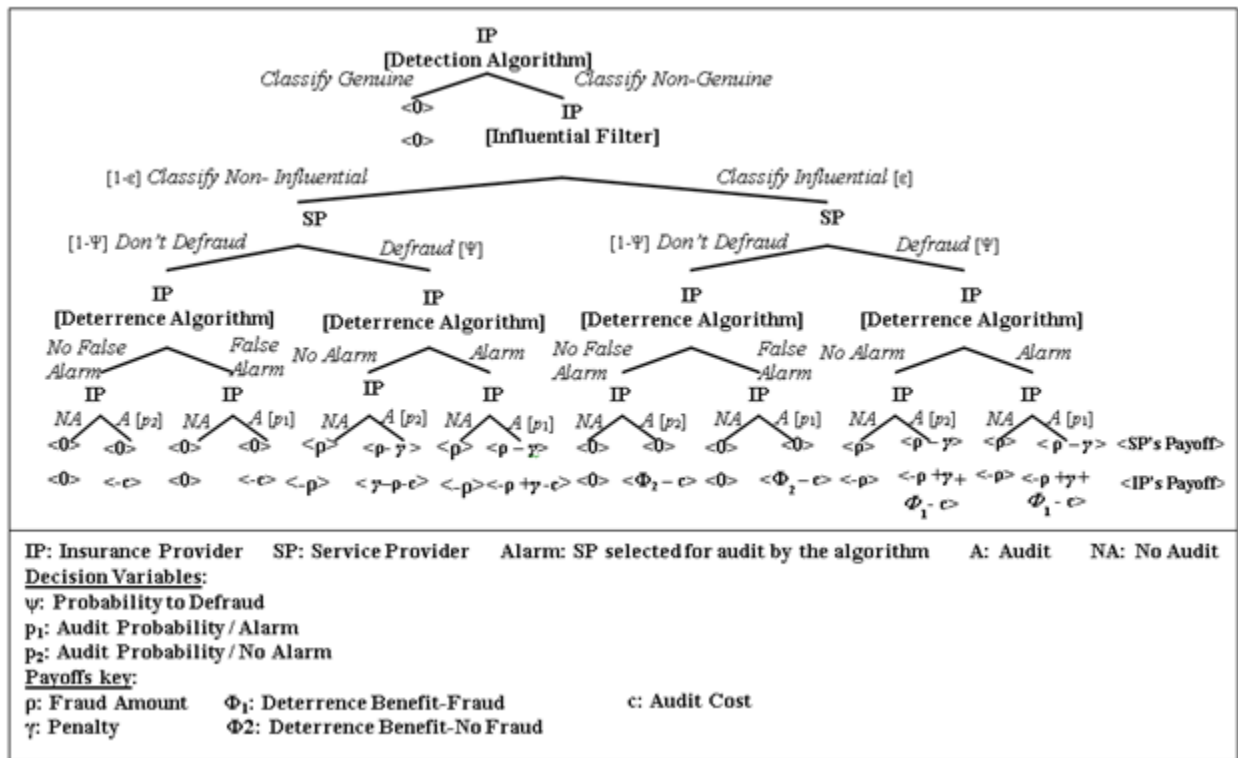 IP
[Detection Algorithm]
Classify Genuine Classify Non-Genuine
<0> IP
<0> [Influential Filter]
[1-ϵ] Classify Non- Influential Classify Influential [ϵ]
SP SP
[1-Ψ] Don't Defraud Defraud [Ψ] [1-Ψ] Don't Defraud Defraud [Ψ]
IP IP IP IP
[Deterrence Algorithm] [Deterrence Algorithm] [Deterrence Algorithm] [Deterrence Algorithm]
No False Alarm False Alarm No Alarm Alarm No False Alarm False Alarm No Alarm Alarm
IP IP IP IP IP IP IP IP
NA A [p₂] NA A [p₁] NA A [p₂] NA A [p₁] NA A [p₂] NA A [p₁] NA A [p₂] NA A [p₁]
<0> <0> <0> <0> <ρ> <ρ- γ> <ρ> <ρ – γ> <0> <0> <0> <0> <ρ> <ρ – γ> <ρ> <ρ – γ> <SP's Payoff>
<0> <-c> <0> <-c> <-ρ> <γ-ρ-c> <-ρ> <-ρ +γ -c> <0> <Φ₂ – c> <0> <Φ₂ – c> <-ρ> <-ρ +γ+ Φ₁- c> <-ρ> <-ρ +γ+ Φ₁- c> <IP's Payoff>
IP: Insurance Provider SP: Service Provider Alarm: SP selected for audit by the algorithm A: Audit NA: No Audit
Decision Variables:
ψ: Probability to Defraud
p₁: Audit Probability / Alarm
p₂: Audit Probability / No Alarm
Payoffs key:
ρ: Fraud Amount Φ₁: Deterrence Benefit-Fraud c: Audit Cost
γ: Penalty Φ2: Deterrence Benefit-No Fraud